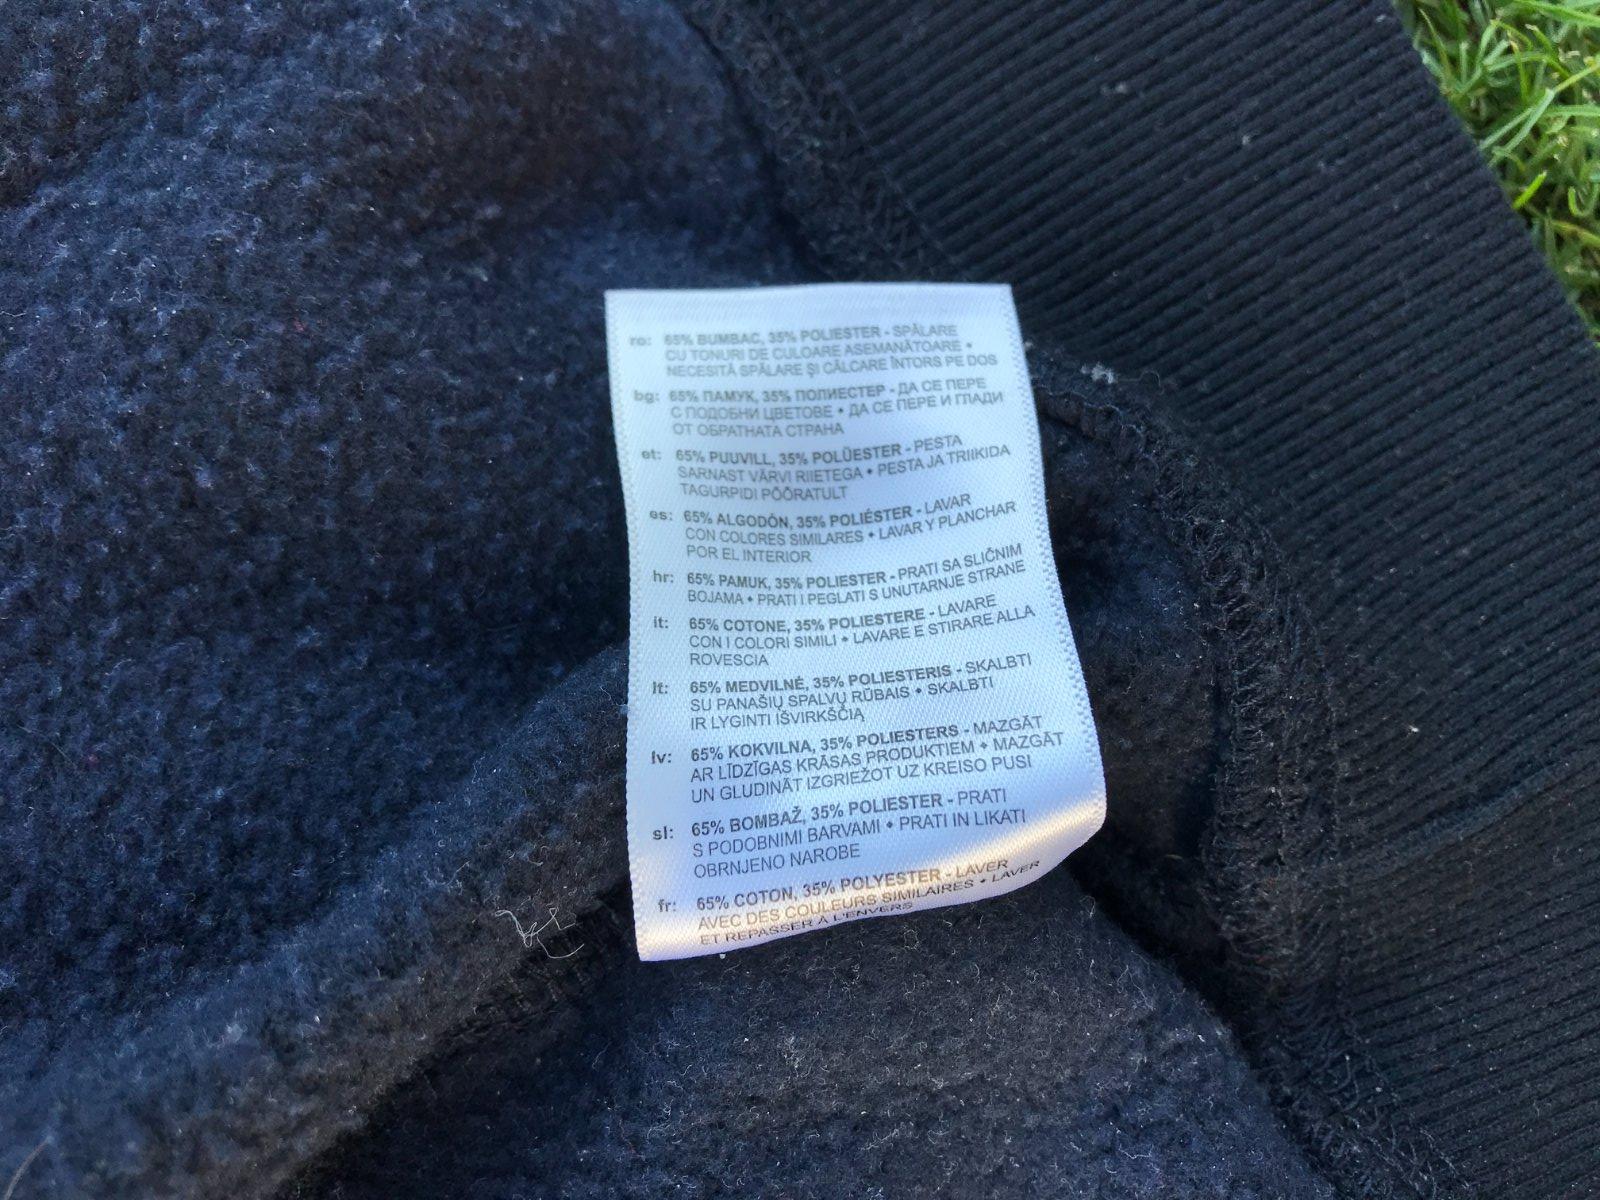 ro: 65% BUMBAC, 35% POLIESTER - SPĂLARE
CU TONURI DE CULOARE ASEMANĂTOARE •
NECESITĂ SPĂLARE ŞI CĂLCARE ÎNTORS PE DOS
bg: 65% ПАМУК, 35% ПОЛИЕСТЕР - ДА СЕ ПЕРЕ
С ПОДОБНИ ЦВЕТОВЕ • ДА СЕ ПЕРЕ И ГЛАДИ
ОТ ОБРАТНАТА СТРАНА
et: 65% PUUVILL, 35% POLÜESTER - PESTA
SARNAST VÄRVI RIIETEGA • PESTA JA TRIIKIDA
TAGURPIDI PÖÖRATULT
es: 65% ALGODÓN, 35% POLIÉSTER - LAVAR
CON COLORES SIMILARES • LAVAR Y PLANCHAR
POR EL INTERIOR
hr: 65% PAMUK, 35% POLIESTER - PRATI SA SLIČNIM
BOJAMA • PRATI I PEGLATI S UNUTARNJE STRANE
it: 65% COTONE, 35% POLIESTERE - LAVARE
CON I COLORI SIMILI • LAVARE E STIRARE ALLA
ROVESCIA
lt: 65% MEDVILNĖ, 35% POLIESTERIS - SKALBTI
SU PANAŠIŲ SPALVŲ RŪBAIS • SKALBTI
IR LYGINTI IŠVIRKŠČIĄ
lv: 65% KOKVILNA, 35% POLIESTERS - MAZGĀT
AR LĪDZĪGAS KRĀSAS PRODUKTIEM • MAZGĀT
UN GLUDINĀT IZGRIEŽOT UZ KREISO PUSI
sl: 65% BOMBAŽ, 35% POLIESTER - PRATI
S PODOBNIMI BARVAMI • PRATI IN LIKATI
OBRNJENO NAROBE
fr: 65% COTON, 35% POLYESTER - LAVER
AVEC DES COULEURS SIMILAIRES • LAVER
ET REPASSER À L'ENVERS